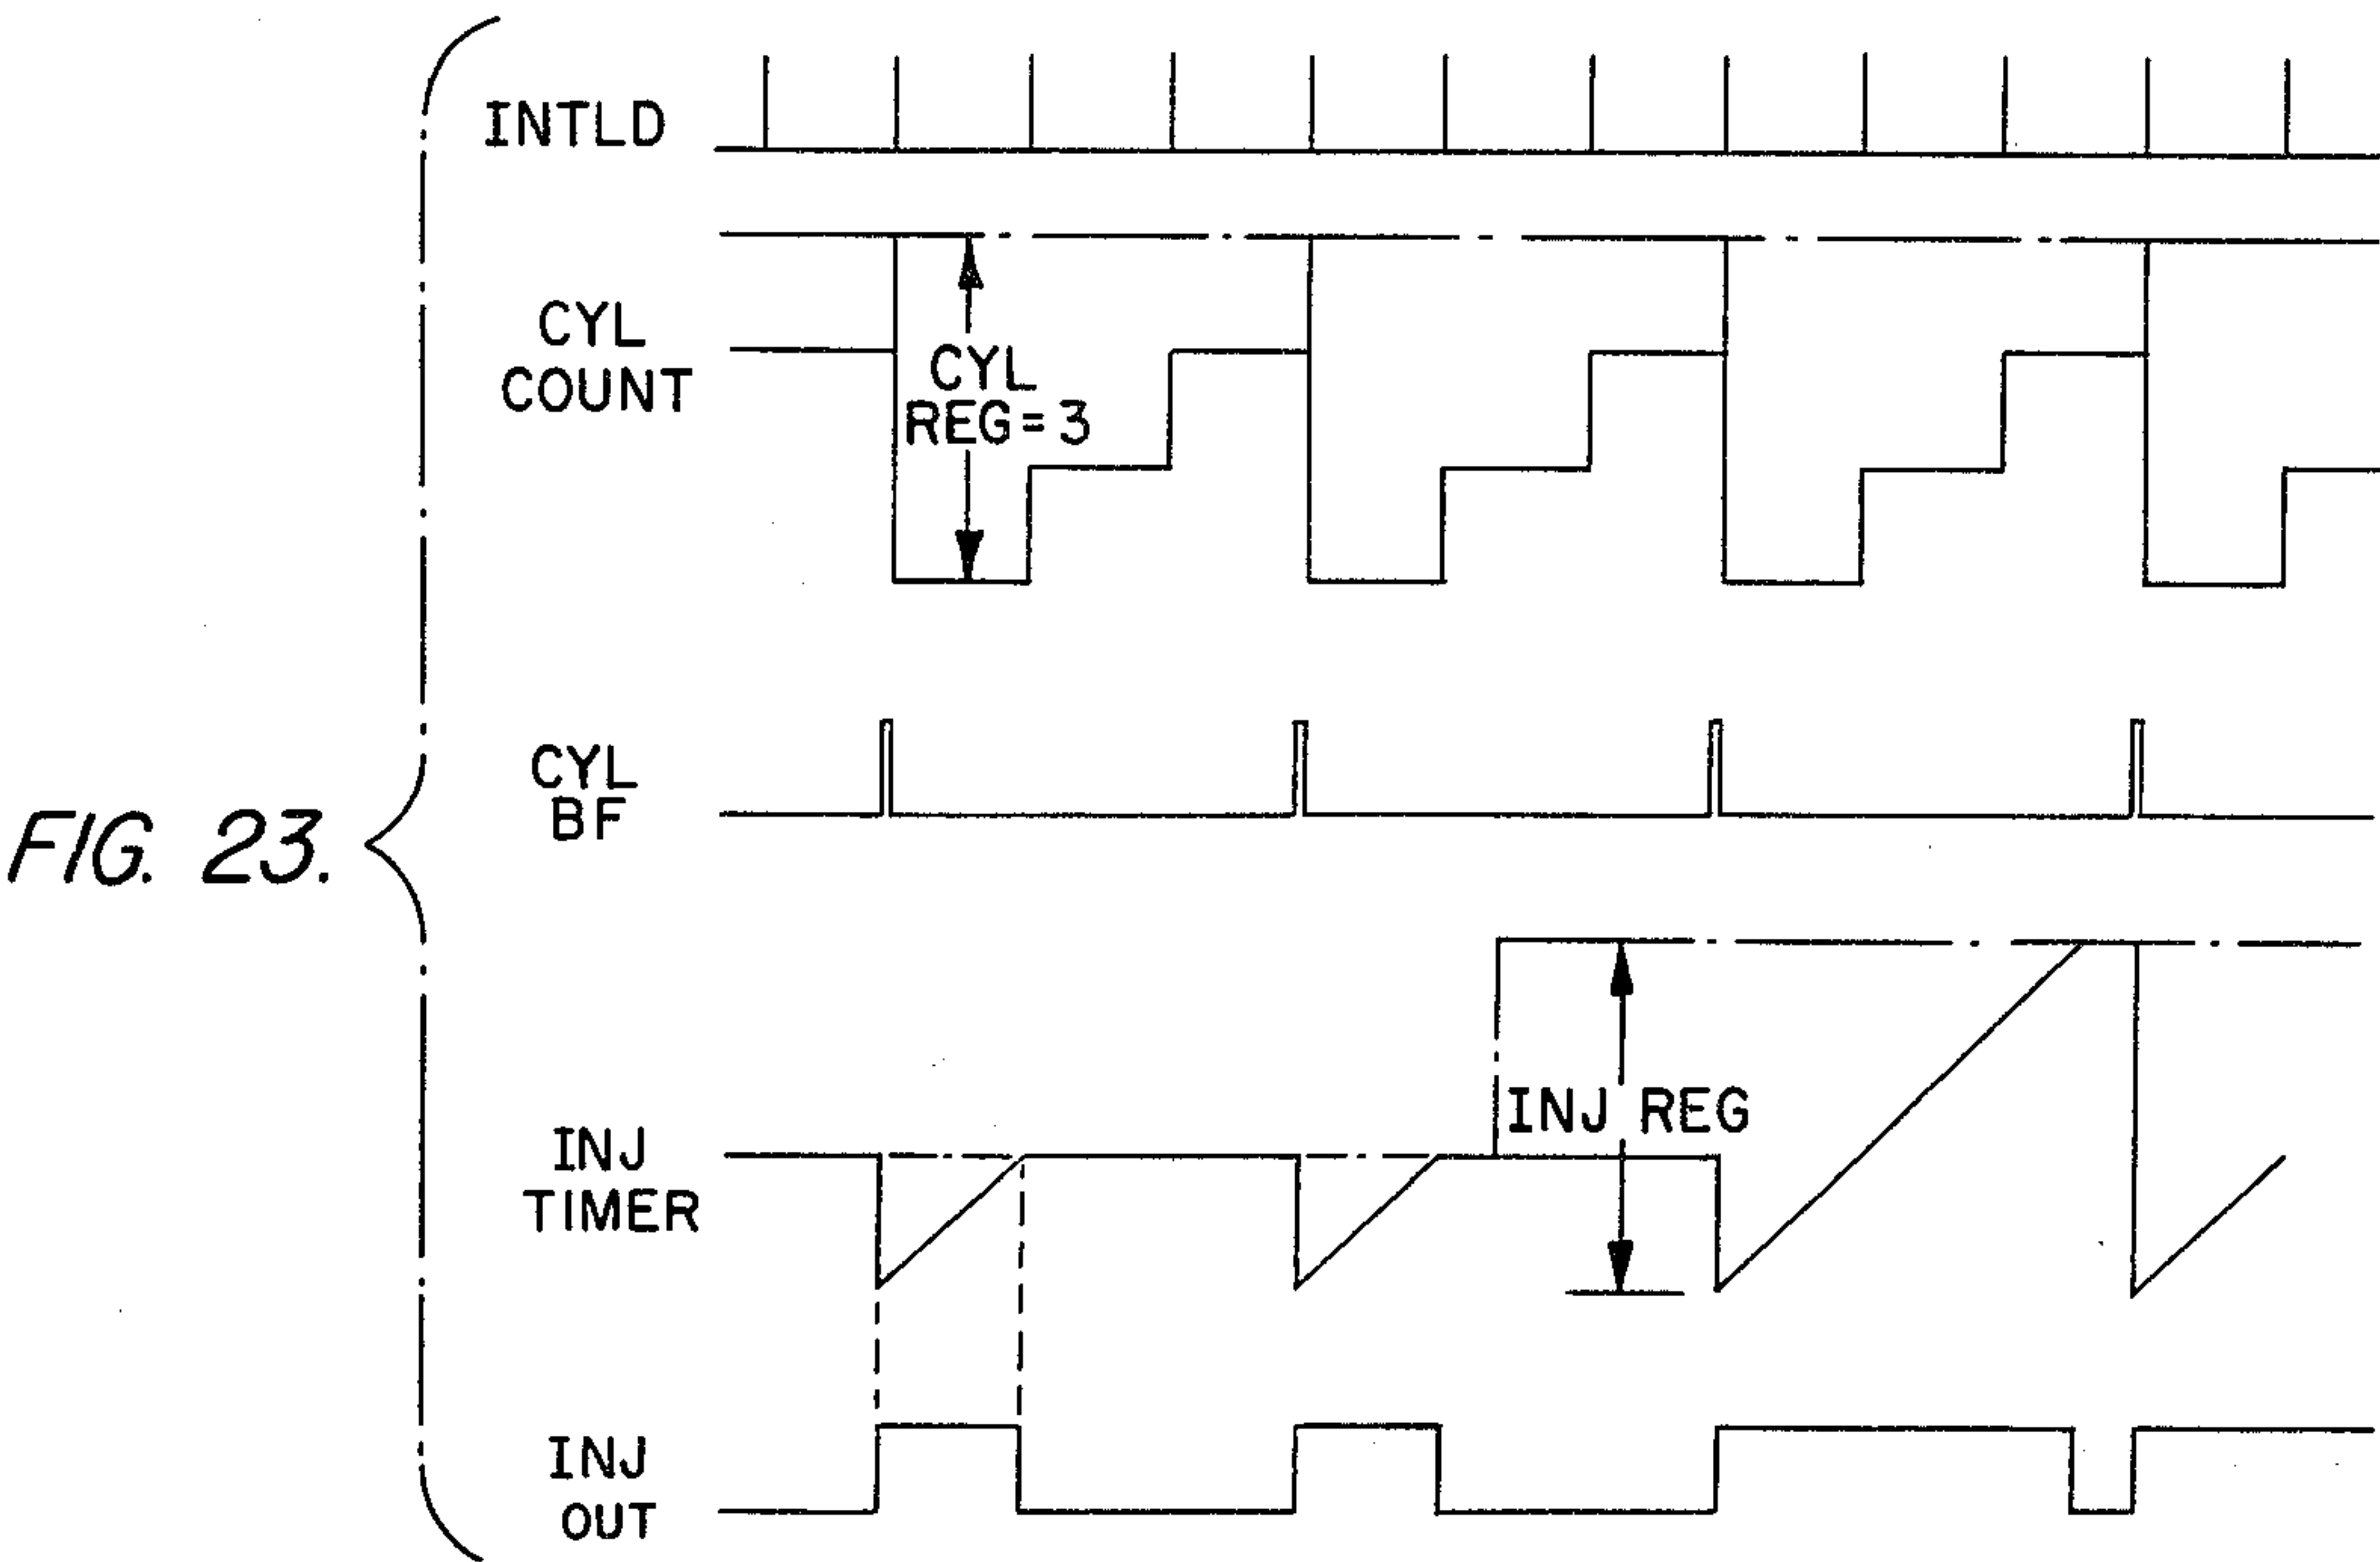 INTLD
CYL
COUNT
CYL
REG=3
CYL
BF
FIG. 23.
INJ REG
INJ
TIMER
INJ
OUT